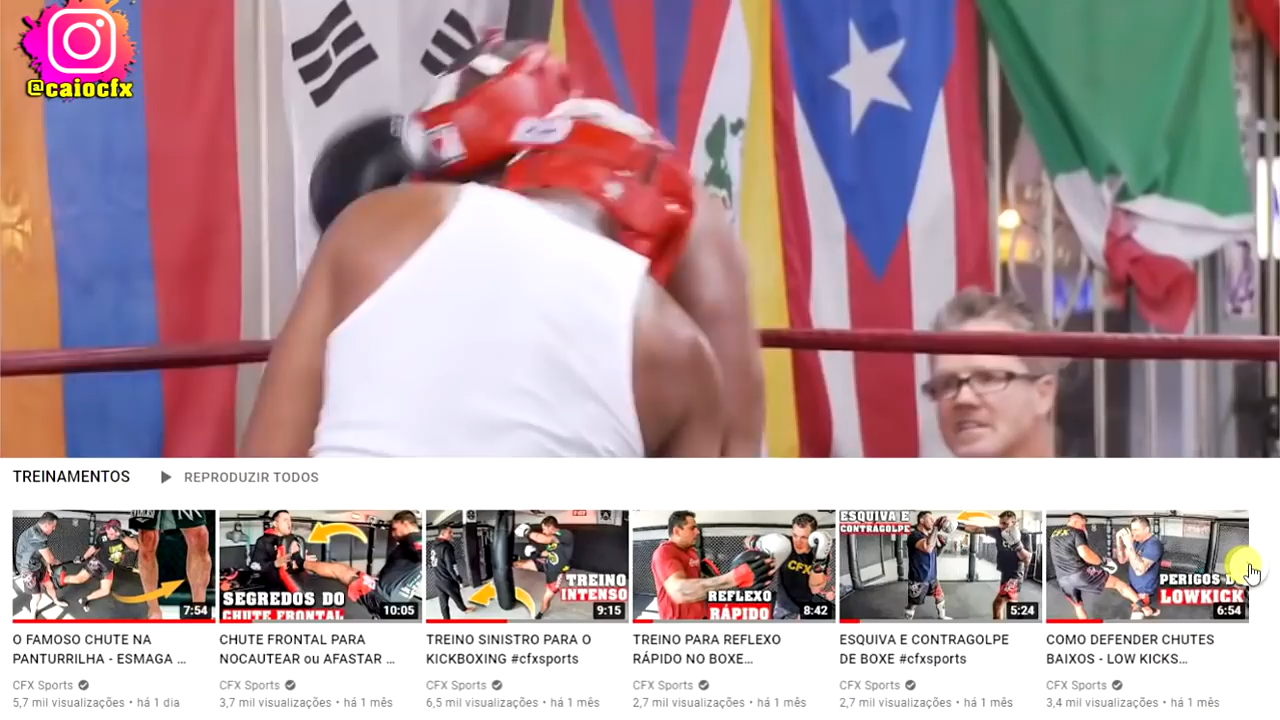 @caiocfx
TREINAMENTOS
REPRODUZIR TODOS
7:54
SEGREDOS DO
CHUTE FRONTAL
10:05
TREINO
INTENSO
9:15
CFX
REFLEXO
RÁPIDO
8:42
ESQUIVA E
CONTRAGOLPE
5:24
CFX
PERIGOS D
LOWKICK
6:54
O FAMOSO CHUTE NA
PANTURRILHA - ESMAGA ...
CFX Sports
5,7 mil visualizações • há 1 dia
CHUTE FRONTAL PARA
NOCAUTEAR ou AFASTAR ...
CFX Sports
3,7 mil visualizações • há 1 mês
TREINO SINISTRO PARA O
KICKBOXING #cfxsports
CFX Sports
6,5 mil visualizações • há 1 mês
TREINO PARA REFLEXO
RÁPIDO NO BOXE...
CFX Sports
2,7 mil visualizações • há 1 mês
ESQUIVA E CONTRAGOLPE
DE BOXE #cfxsports
CFX Sports
2,7 mil visualizações • há 1 mês
COMO DEFENDER CHUTES
BAIXOS - LOW KICKS...
CFX Sports
3,4 mil visualizações • há 1 mês